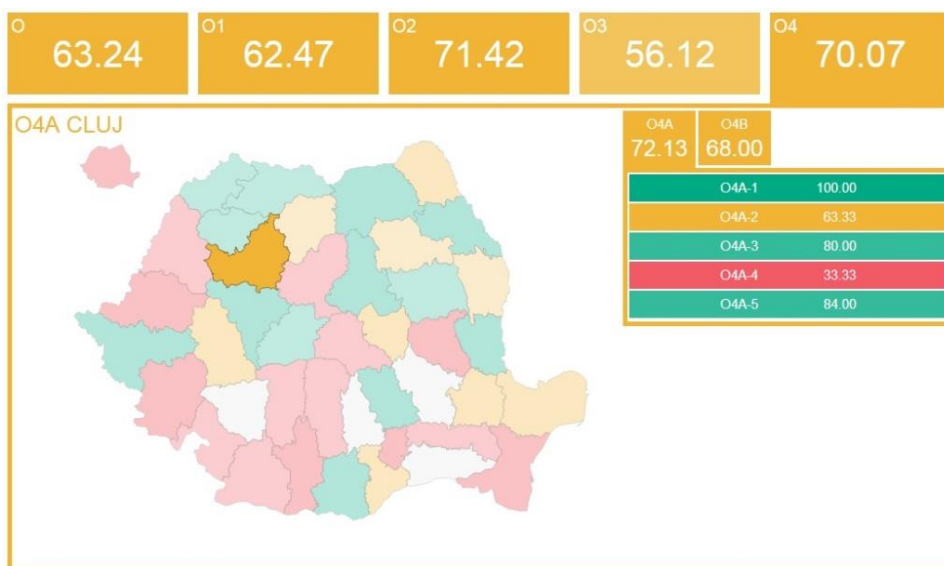 O
63.24
O1
62.47
O2
71.42
O3
56.12
O4
70.07
O4A CLUJ
O4A
72.13
O4B
68.00
O4A-1 100.00
O4A-2 63.33
O4A-3 80.00
O4A-4 33.33
O4A-5 84.00